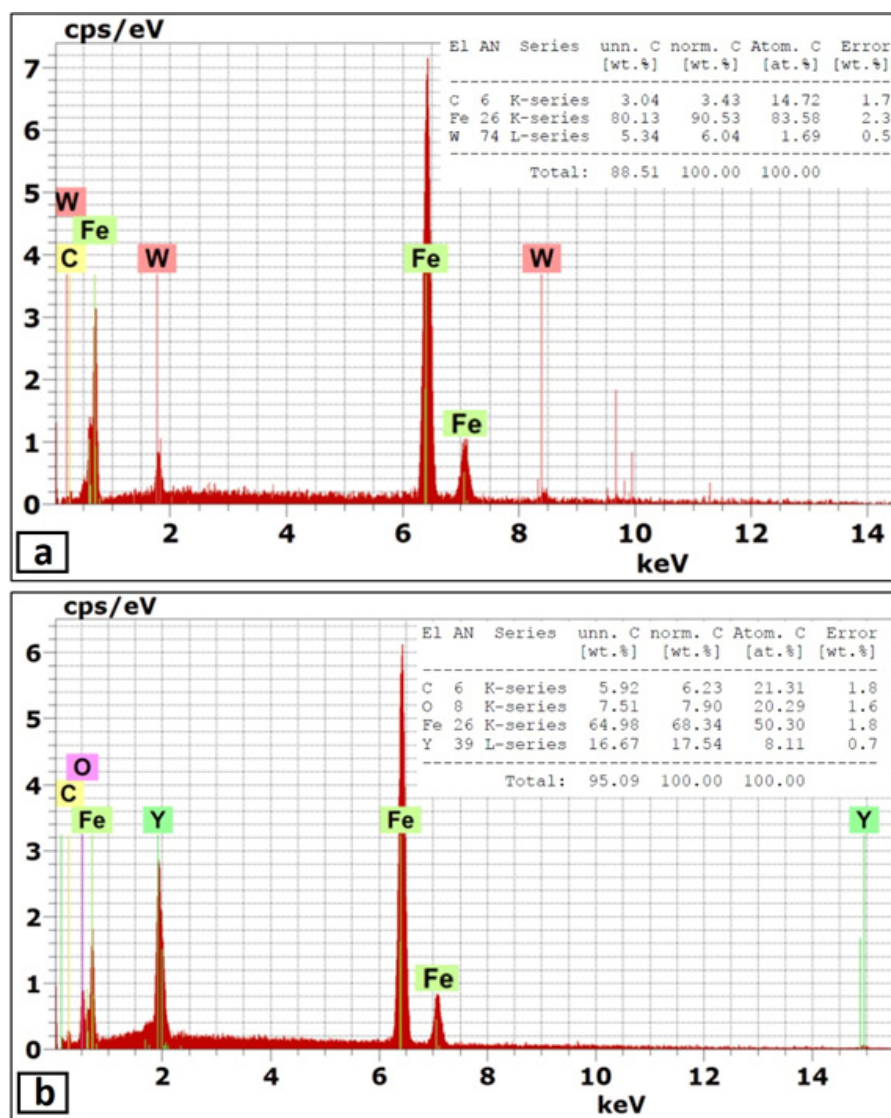 cps/eV
El AN Series unn. C norm. C Atom. C Error
[wt.%] [wt.%] [at.%] [wt.%]
C 6 K-series 3.04 3.43 14.72 1.7
Fe 26 K-series 80.13 90.53 83.58 2.3
W 74 L-series 5.34 6.04 1.69 0.5
Total: 88.51 100.00 100.00
7
6
5
W
Fe
4
C
W
Fe
W
3
2
Fe
1
0
2 4 6 8 10 12 14
keV
a
cps/eV
El AN Series unn. C norm. C Atom. C Error
[wt.%] [wt.%] [at.%] [wt.%]
C 6 K-series 5.92 6.23 21.31 1.8
O 8 K-series 7.51 7.90 20.29 1.6
Fe 26 K-series 64.98 68.34 50.30 1.8
Y 39 L-series 16.67 17.54 8.11 0.7
Total: 95.09 100.00 100.00
6
5
O
4
C
Fe
Y
Fe
Y
3
2
Fe
1
0
2 4 6 8 10 12 14
keV
b